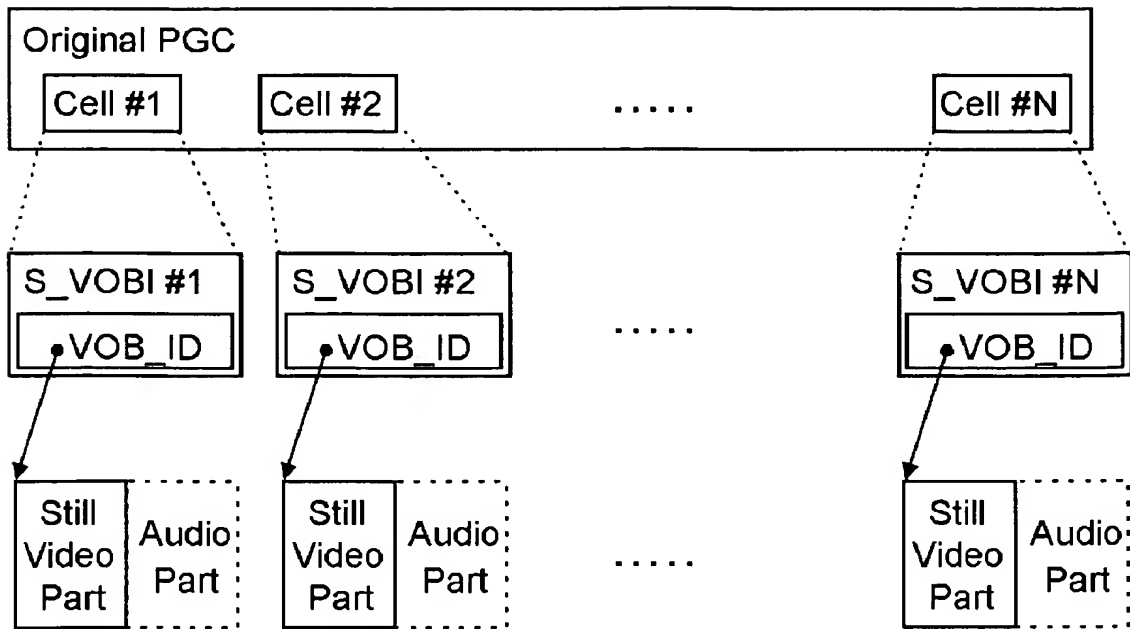 Original PGC
Cell #1 Cell #2 ..... Cell #N
S_VOBI #1 S_VOBI #2 S_VOBI #N
.....
VOB_ID VOB_ID VOB_ID
Still Video Part Audio Part Still Video Part Audio Part ..... Still Video Part Audio Part